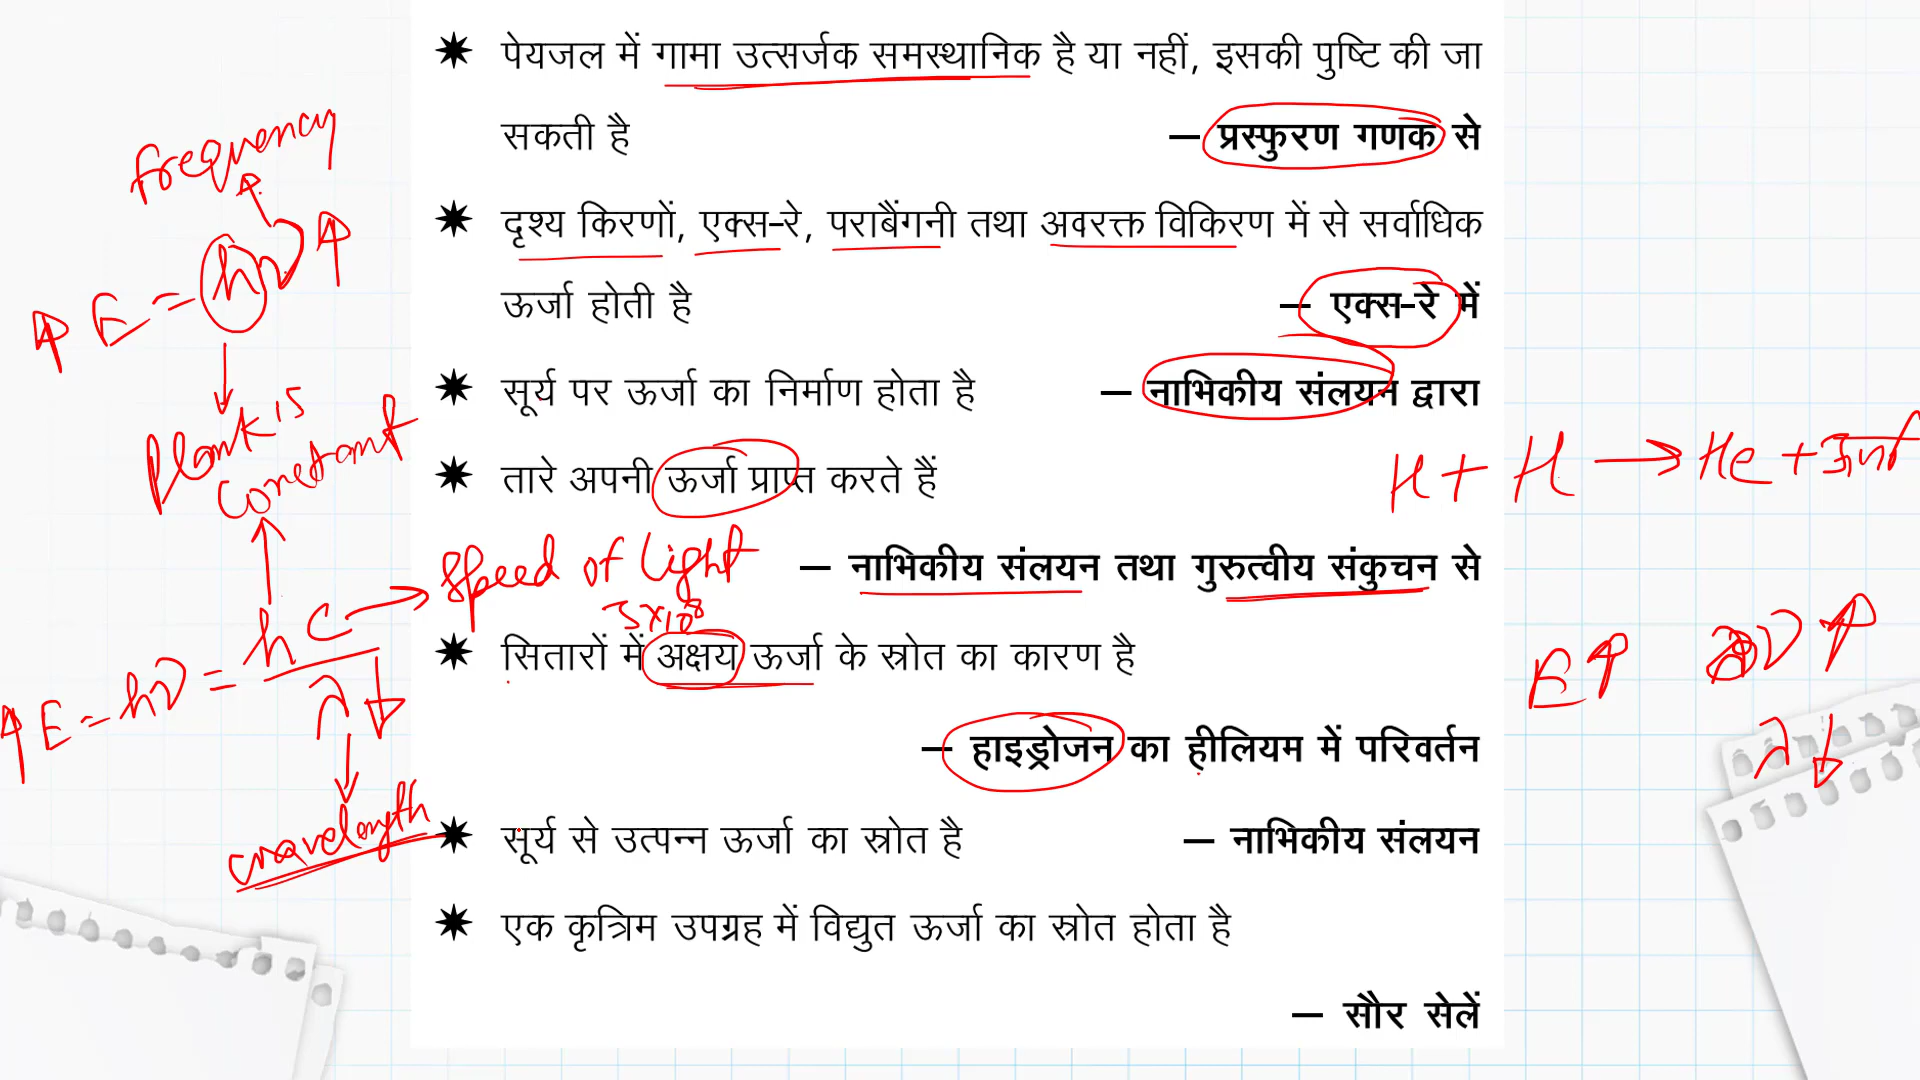 ✷ पेयजल में गामा उत्सर्जक समस्थानिक है या नहीं, इसकी पुष्टि की जा
सकती है — प्रस्फुरण गणक से
✷ दृश्य किरणों, एक्स-रे, पराबैंगनी तथा अवरक्त विकिरण में से सर्वाधिक
ऊर्जा होती है — एक्स-रे में
✷ सूर्य पर ऊर्जा का निर्माण होता है — नाभिकीय संलयन द्वारा
✷ तारे अपनी ऊर्जा प्राप्त करते हैं
— नाभिकीय संलयन तथा गुरुत्वीय संकुचन से
✷ सितारों में अक्षय ऊर्जा के स्रोत का कारण है
— हाइड्रोजन का हीलियम में परिवर्तन
✷ सूर्य से उत्पन्न ऊर्जा का स्रोत है — नाभिकीय संलयन
✷ एक कृत्रिम उपग्रह में विद्युत ऊर्जा का स्रोत होता है
— सौर सेलें
frequency
↑ E = hν ↑
plank is
constant
speed of light
3×10⁸
↑ E = hν = hc / λ ↓
wavelength
H + H → He + ऊर्जा
E↑ ν↑
λ↓